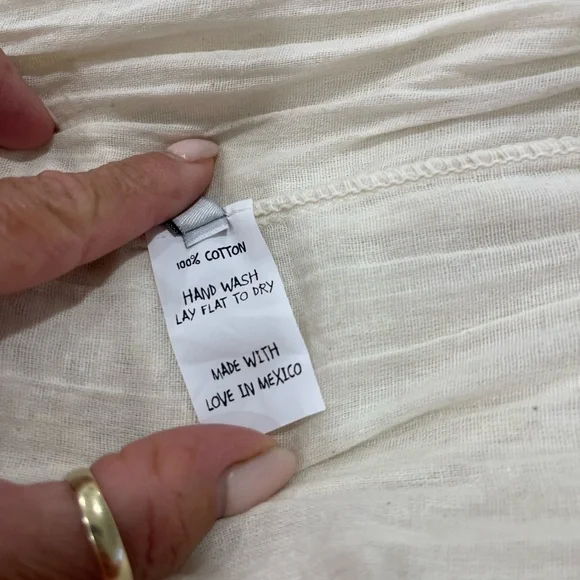 100% COTTON
HAND WASH
LAY FLAT TO DRY
MADE WITH
LOVE IN MEXICO